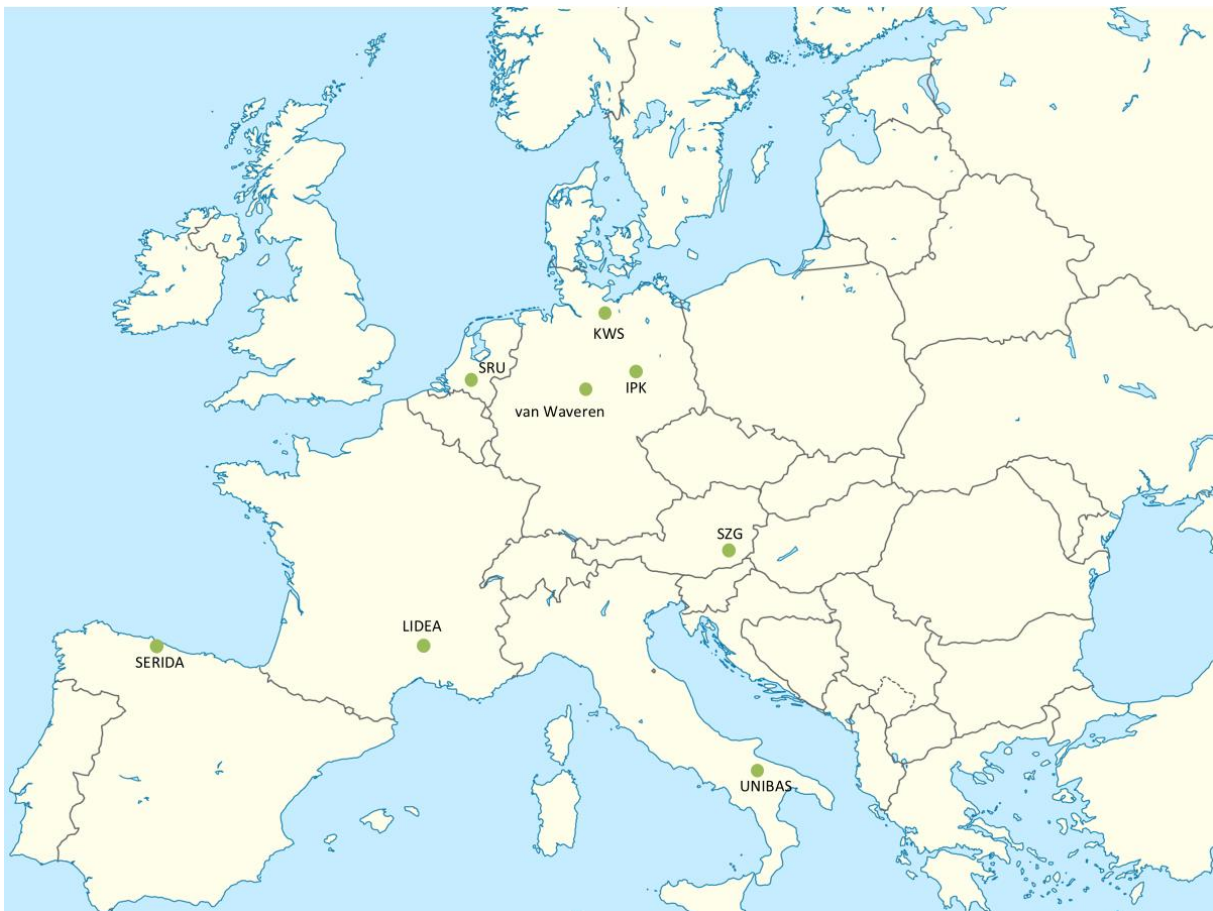 KWS
SRU
IPK
van Waveren
SZG
LIDEA
SERIDA
UNIBAS